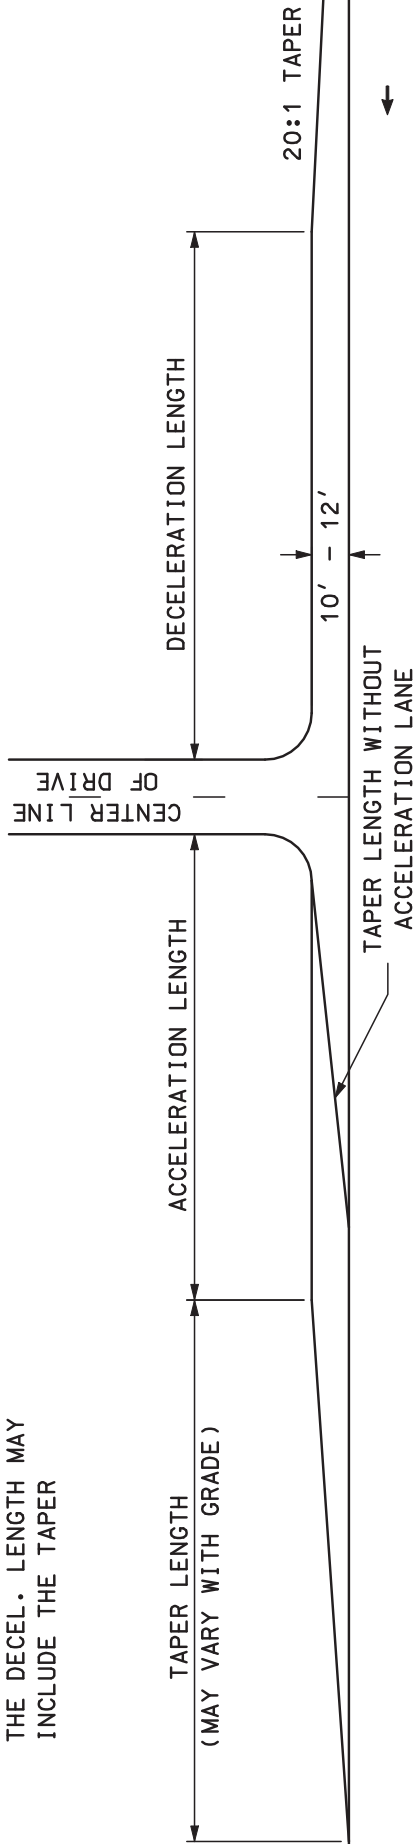 THE DECEL. LENGTH MAY
INCLUDE THE TAPER
TAPER LENGTH
(MAY VARY WITH GRADE)
ACCELERATION LENGTH
CENTER LINE
OF DRIVE
DECELERATION LENGTH
20:1 TAPER
10' - 12'
TAPER LENGTH WITHOUT
ACCELERATION LANE